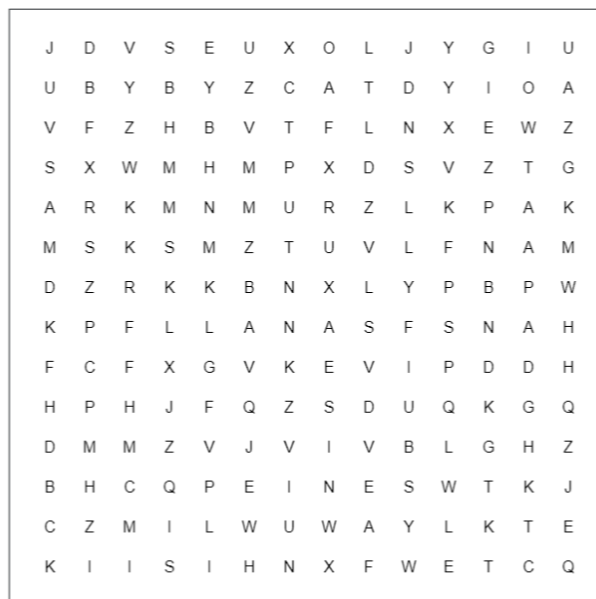 J D V S E U X O L J Y G I U
U B Y B Y Z C A T D Y I O A
V F Z H B V T F L N X E W Z
S X W M H M P X D S V Z T G
A R K M N M U R Z L K P A K
M S K S M Z T U V L F N A M
D Z R K K B N X L Y P B P W
K P F L L A N A S F S N A H
F C F X G V K E V I P D D H
H P H J F Q Z S D U Q K G Q
D M M Z V J V I V B L G H Z
B H C Q P E I N E S W T K J
C Z M I L W U W A Y L K T E
K I I S I H N X F W E T C Q